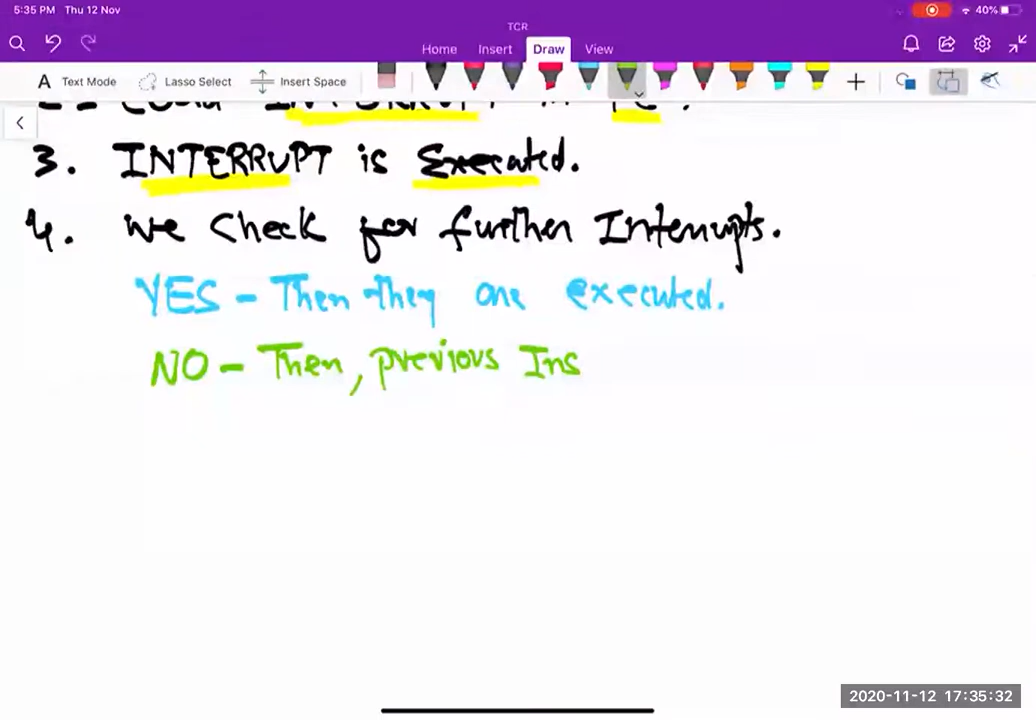 5:35 PM Thu 12 Nov
40%
TCR
Home Insert Draw View
A Text Mode Lasso Select Insert Space
3. INTERRUPT is Executed.
4. We Check for further Interrupts.
YES - Then they are executed.
NO - Then, previous Ins
2020-11-12 17:35:32